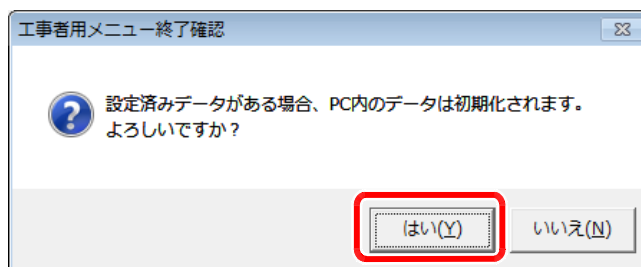 工事者用メニュー終了確認
設定済みデータがある場合、PC内のデータは初期化されます。
よろしいですか？
はい(Y)
いいえ(N)